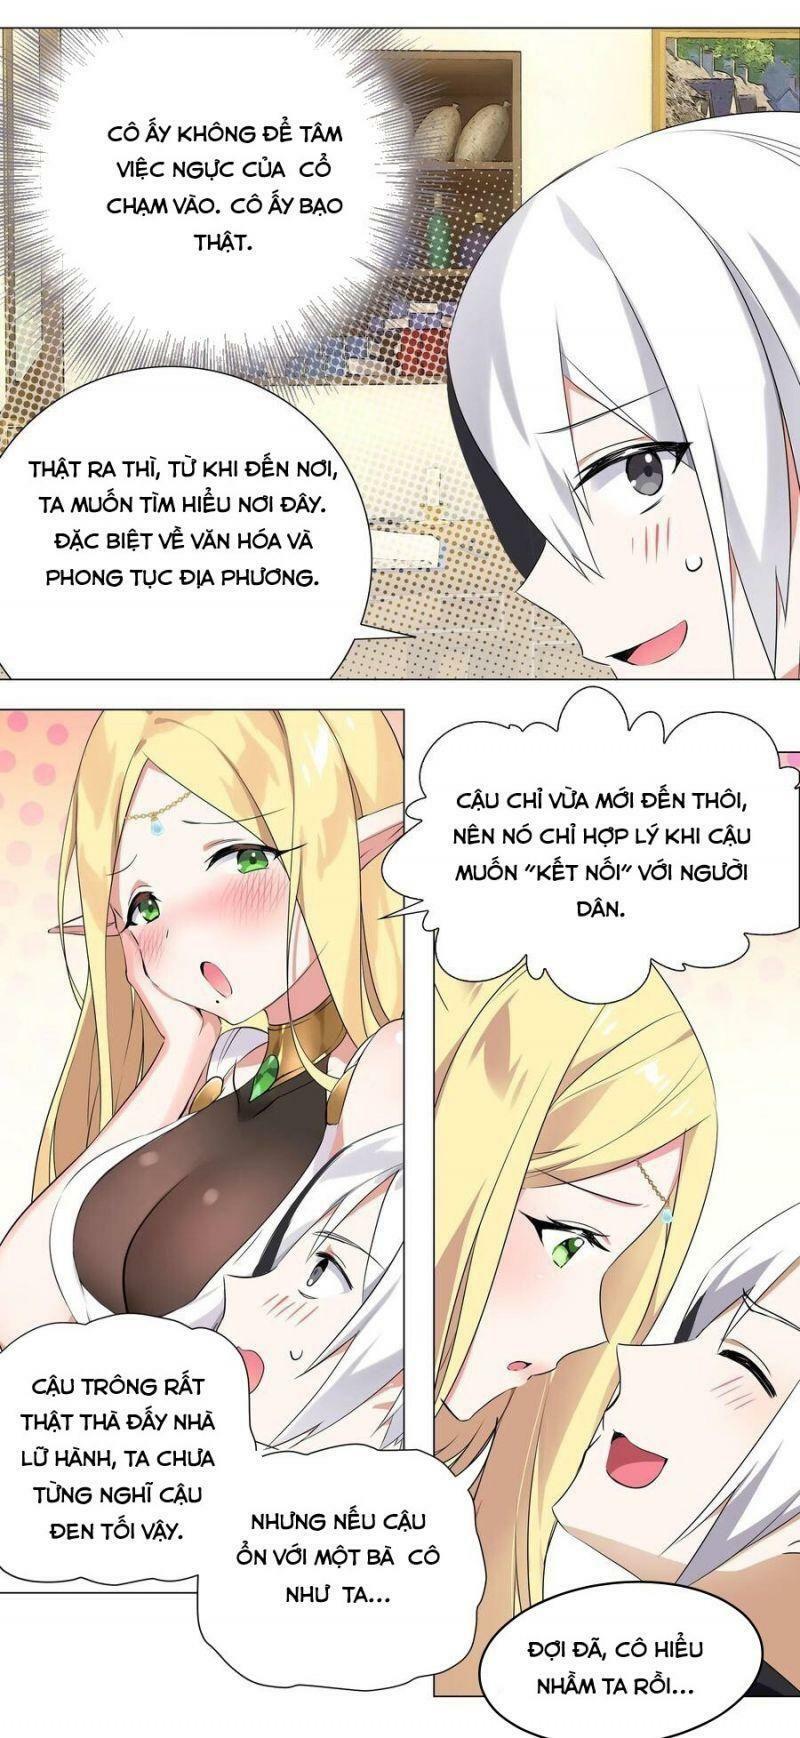 CÔ ẤY KHÔNG ĐỂ TÂM
VIỆC NGỰC CỦA CỔ
CHẠM VÀO. CÔ ẤY BẠO
THẬT.
THẬT RA THÌ, TỪ KHI ĐẾN NƠI,
TA MUỐN TÌM HIỂU NƠI ĐÂY.
ĐẶC BIỆT VỀ VĂN HÓA VÀ
PHONG TỤC ĐỊA PHƯƠNG.
CẬU CHỈ VỪA MỚI ĐẾN THÔI,
NÊN NÓ CHỈ HỢP LÝ KHI CẬU
MUỐN "KẾT NỐI" VỚI NGƯỜI
DÂN.
CẬU TRÔNG RẤT
THẬT THÀ ĐẤY NHÀ
LỮ HÀNH, TA CHƯA
TỪNG NGHĨ CẬU
ĐEN TỐI VẬY.
NHƯNG NẾU CẬU
ỔN VỚI MỘT BÀ CÔ
NHƯ TA...
ĐỢI ĐÃ, CÔ HIỂU
NHẦM TA RỒI...